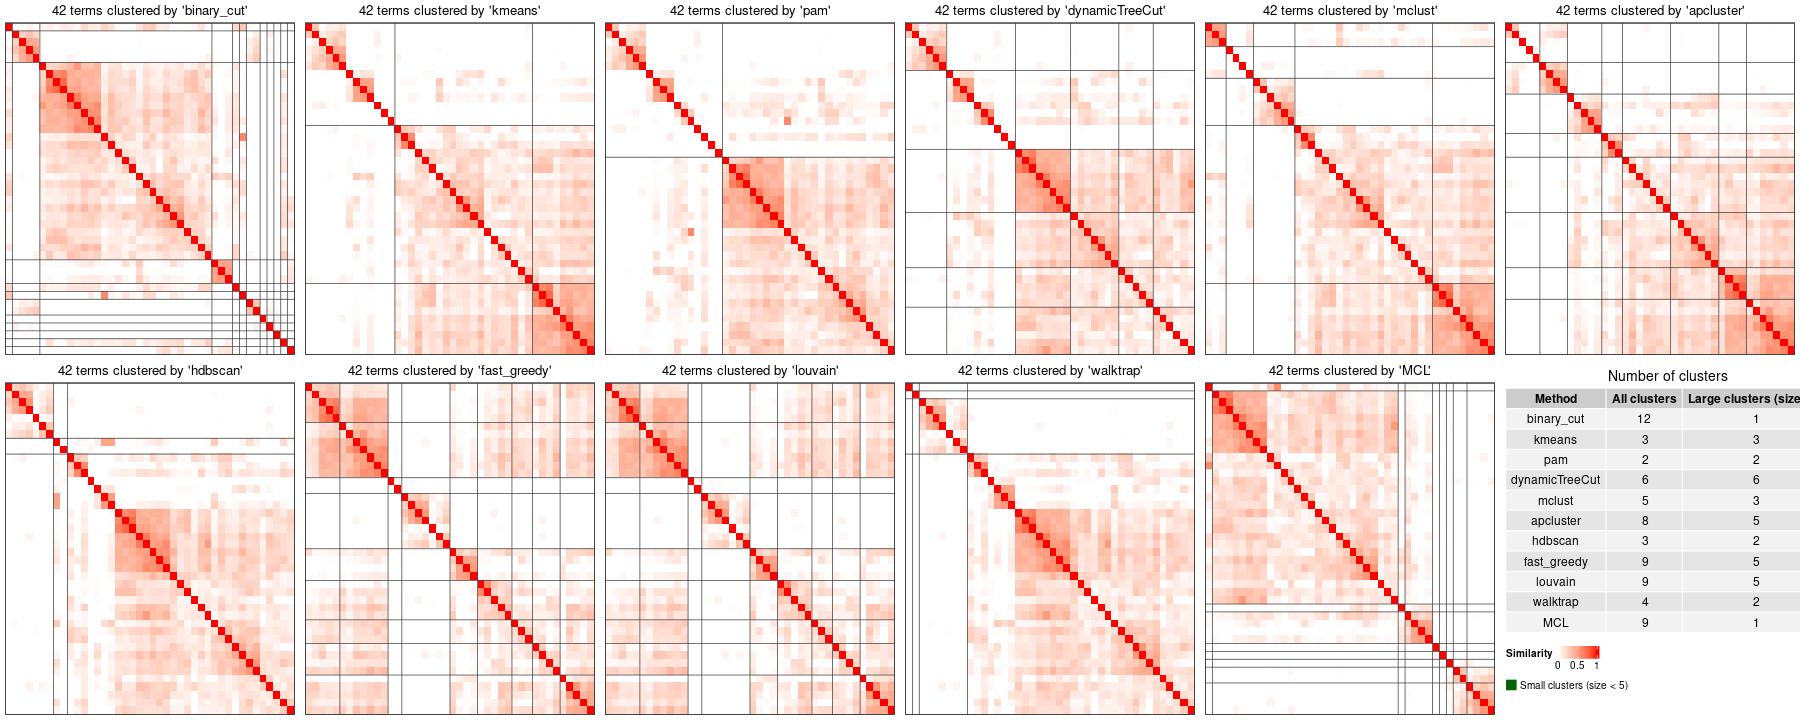 42 terms clustered by 'binary_cut'
42 terms clustered by 'kmeans'
42 terms clustered by 'pam'
42 terms clustered by 'dynamicTreeCut'
42 terms clustered by 'mclust'
42 terms clustered by 'apcluster'
42 terms clustered by 'hdbscan'
42 terms clustered by 'fast_greedy'
42 terms clustered by 'louvain'
42 terms clustered by 'walktrap'
42 terms clustered by 'MCL'
Number of clusters
Method All clusters Large clusters (size
binary_cut 12 1
kmeans 3 3
pam 2 2
dynamicTreeCut 6 6
mclust 5 3
apcluster 8 5
hdbscan 3 2
fast_greedy 9 5
louvain 9 5
walktrap 4 2
MCL 9 1
Similarity
0 0.5 1
Small clusters (size < 5)